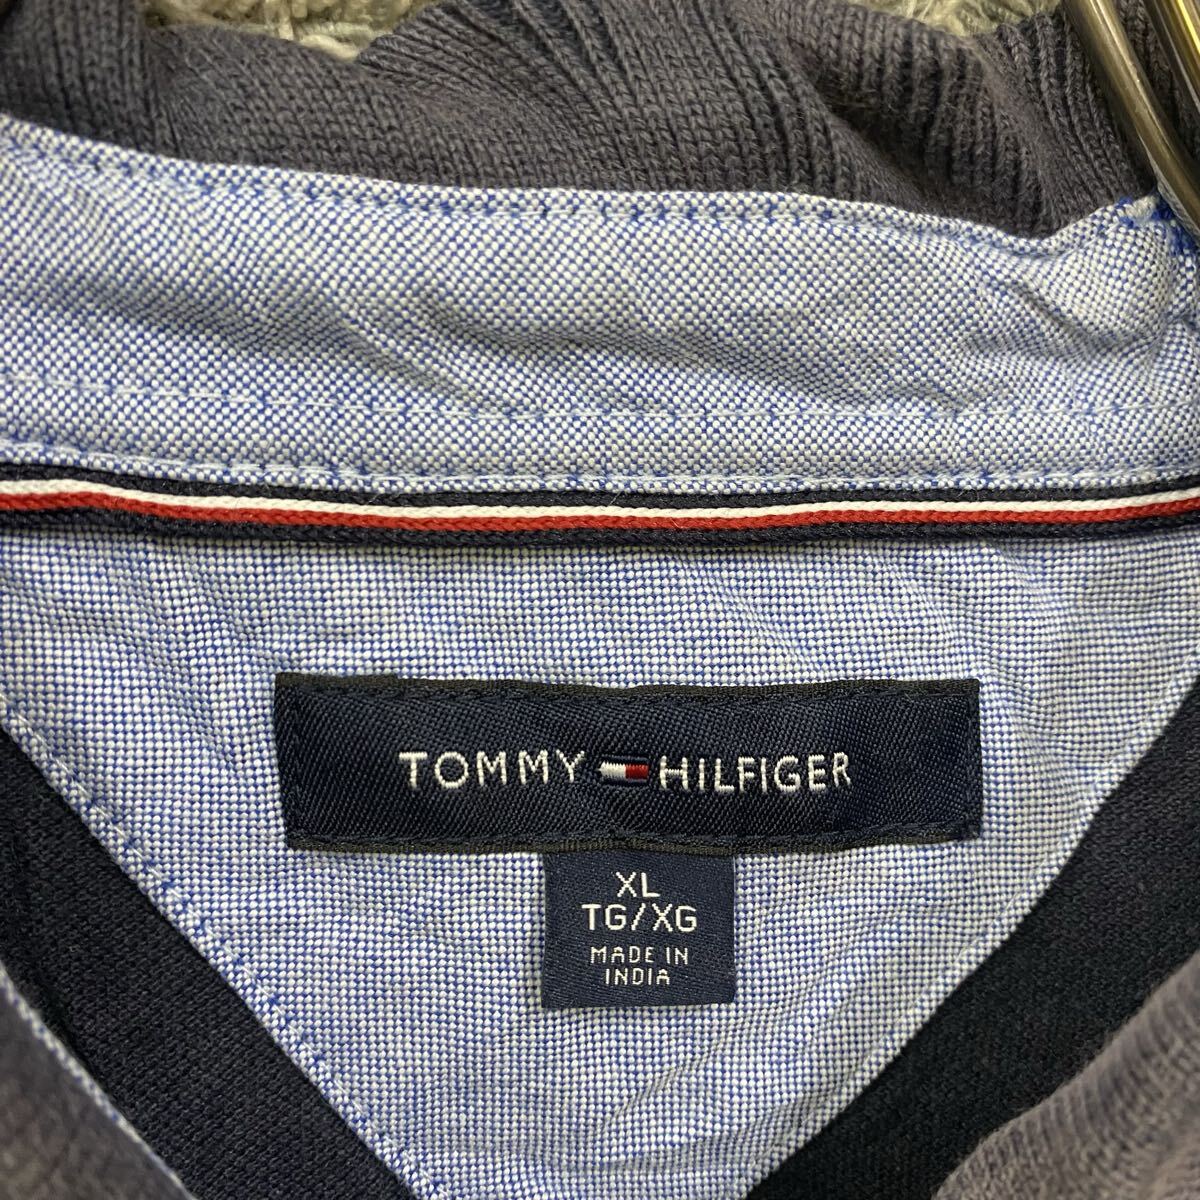 TOMMY HILFIGER
XL
TG/XG
MADE IN
INDIA